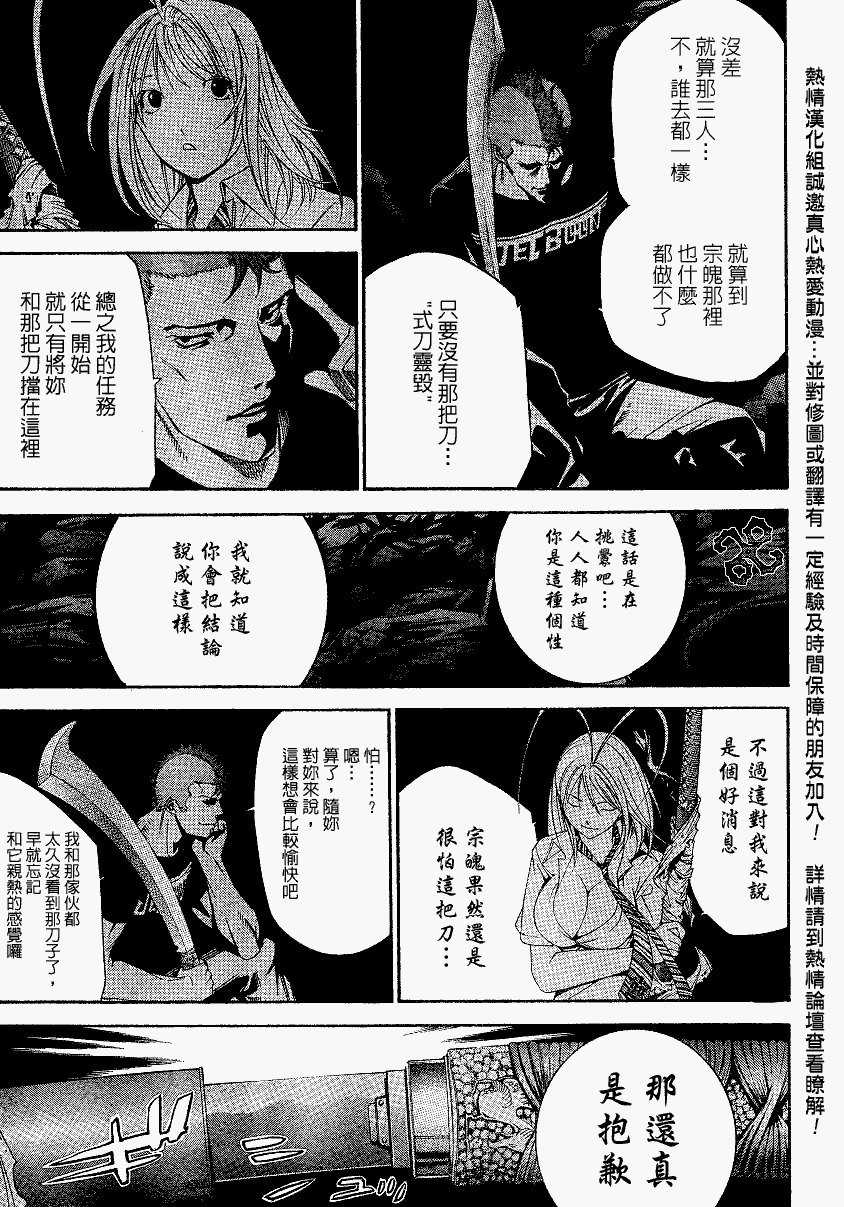 沒差
就算那三人…
不，誰去都一樣
就算到
宗魄那裡
也什麼
都做不了
只要沒有那把刀…
"式刀靈毀"
總之我的任務
從一開始
就只有將妳
和那把刀擋在這裡
這話是在
挑釁吧…
人人都知道
你是這種個性
我就知道
你會把結論
說成這樣
不過這對我來說
是個好消息
宗魄果然還是
很怕這把刀…
怕……？
嗯…
算了，隨妳
對妳來說，
這樣想會比較愉快吧
我和那傢伙都
太久沒看到那刀子了，
早就忘記
和它親熱的感覺囉
那還真
是抱歉
熱情漢化組誠邀真心熱愛動漫…並對修圖或翻譯有一定經驗及時間保障的朋友加入！ 詳情請到熱情論壇查看瞭解！